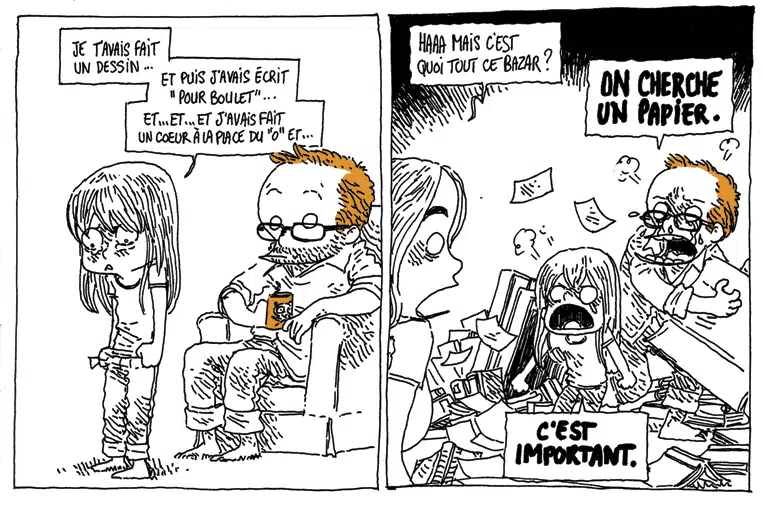 JE T'AVAIS FAIT
UN DESSIN...
ET PUIS J'AVAIS ÉCRIT
"POUR BOULET"...
ET...ET...ET J'AVAIS FAIT
UN COEUR À LA PLACE DU "O" ET...
HAAA MAIS C'EST
QUOI TOUT CE BAZAR ?
ON CHERCHE
UN PAPIER.
C'EST
IMPORTANT.